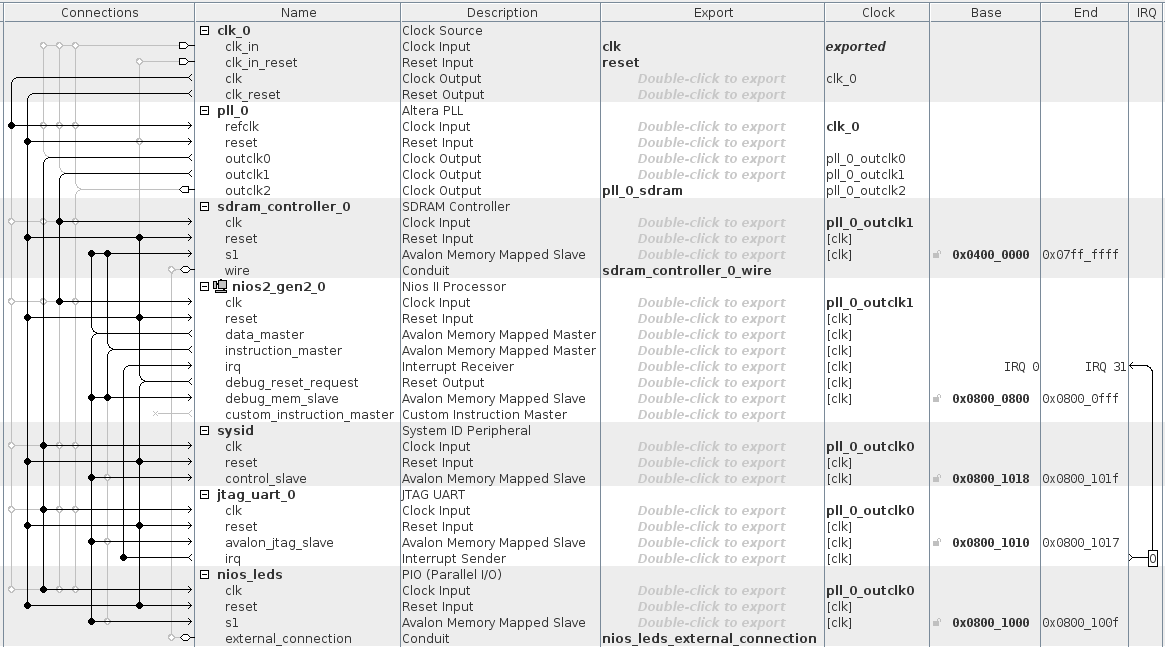 Connections Name Description Export Clock Base End IRQ
clk_0 Clock Source
clk_in Clock Input clk exported
clk_in_reset Reset Input reset
clk Clock Output Double-click to export clk_0
clk_reset Reset Output Double-click to export
pll_0 Altera PLL
refclk Clock Input Double-click to export clk_0
reset Reset Input Double-click to export
outclk0 Clock Output Double-click to export pll_0_outclk0
outclk1 Clock Output Double-click to export pll_0_outclk1
outclk2 Clock Output pll_0_sdram pll_0_outclk2
sdram_controller_0 SDRAM Controller
clk Clock Input Double-click to export pll_0_outclk1
reset Reset Input Double-click to export [clk]
s1 Avalon Memory Mapped Slave Double-click to export [clk] 0x0400_0000 0x07ff_ffff
wire Conduit sdram_controller_0_wire
nios2_gen2_0 Nios II Processor
clk Clock Input Double-click to export pll_0_outclk1
reset Reset Input Double-click to export [clk]
data_master Avalon Memory Mapped Master Double-click to export [clk]
instruction_master Avalon Memory Mapped Master Double-click to export [clk]
irq Interrupt Receiver Double-click to export [clk] IRQ 0 IRQ 31
debug_reset_request Reset Output Double-click to export [clk]
debug_mem_slave Avalon Memory Mapped Slave Double-click to export [clk] 0x0800_0800 0x0800_0fff
custom_instruction_master Custom Instruction Master Double-click to export
sysid System ID Peripheral
clk Clock Input Double-click to export pll_0_outclk0
reset Reset Input Double-click to export [clk]
control_slave Avalon Memory Mapped Slave Double-click to export [clk] 0x0800_1018 0x0800_101f
jtag_uart_0 JTAG UART
clk Clock Input Double-click to export pll_0_outclk0
reset Reset Input Double-click to export [clk]
avalon_jtag_slave Avalon Memory Mapped Slave Double-click to export [clk] 0x0800_1010 0x0800_1017
irq Interrupt Sender Double-click to export [clk] 0
nios_leds PIO (Parallel I/O)
clk Clock Input Double-click to export pll_0_outclk0
reset Reset Input Double-click to export [clk]
s1 Avalon Memory Mapped Slave Double-click to export [clk] 0x0800_1000 0x0800_100f
external_connection Conduit nios_leds_external_connection